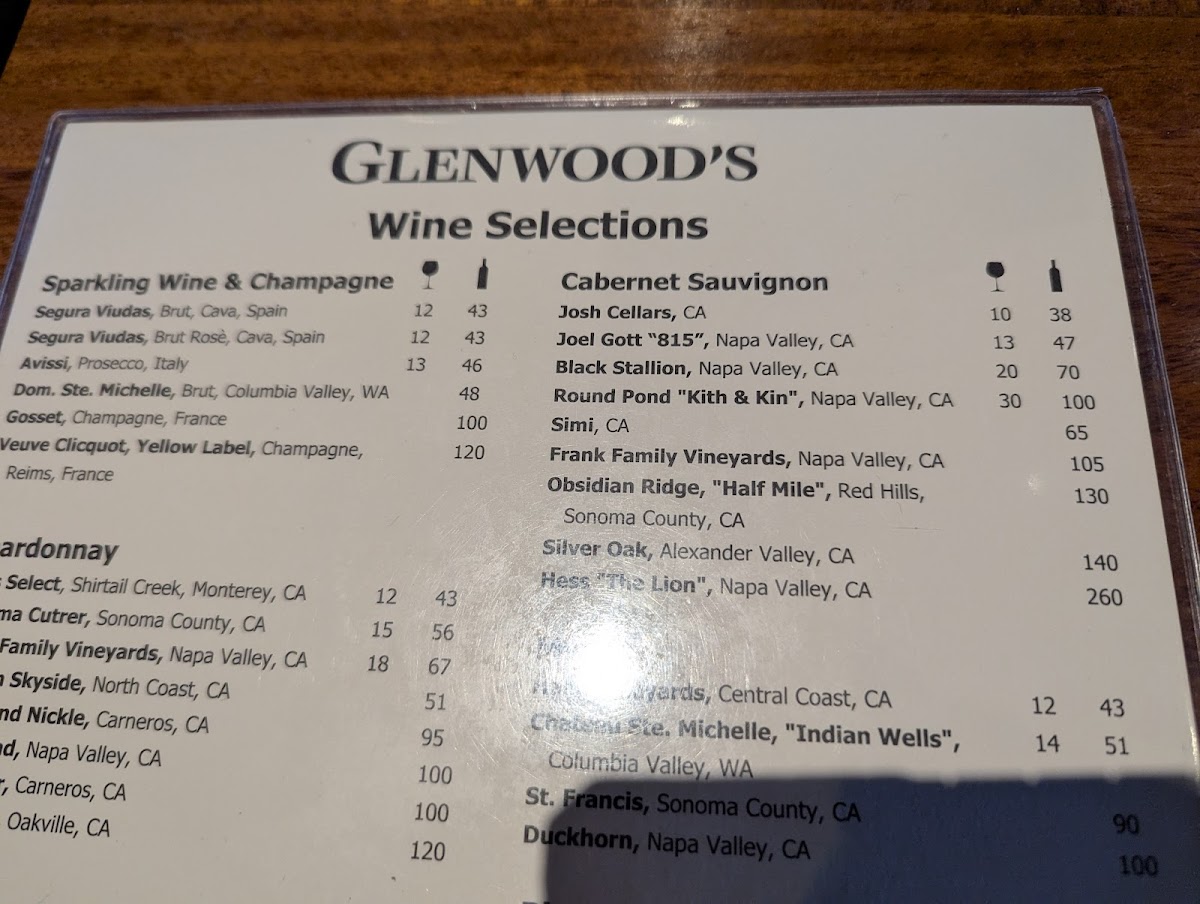 GLENWOOD'S
Wine Selections
Sparkling Wine & Champagne
Segura Viudas, Brut, Cava, Spain 12 43
Segura Viudas, Brut Rosè, Cava, Spain 12 43
Avissi, Prosecco, Italy 13 46
Dom. Ste. Michelle, Brut, Columbia Valley, WA 48
Gosset, Champagne, France 100
Veuve Clicquot, Yellow Label, Champagne, 120
Reims, France
ardonnay
Select, Shirtail Creek, Monterey, CA 12 43
ma Cutrer, Sonoma County, CA 15 56
Family Vineyards, Napa Valley, CA 18 67
Skyside, North Coast, CA 51
nd Nickle, Carneros, CA 95
d, Napa Valley, CA 100
, Carneros, CA 100
Oakville, CA 120
Cabernet Sauvignon
Josh Cellars, CA 10 38
Joel Gott "815", Napa Valley, CA 13 47
Black Stallion, Napa Valley, CA 20 70
Round Pond "Kith & Kin", Napa Valley, CA 30 100
Simi, CA 65
Frank Family Vineyards, Napa Valley, CA 105
Obsidian Ridge, "Half Mile", Red Hills, 130
Sonoma County, CA
Silver Oak, Alexander Valley, CA 140
Hess "The Lion", Napa Valley, CA 260
Central Coast, CA 12 43
Chateau Ste. Michelle, "Indian Wells", 14 51
Columbia Valley, WA
St. Francis, Sonoma County, CA 90
Duckhorn, Napa Valley, CA 100